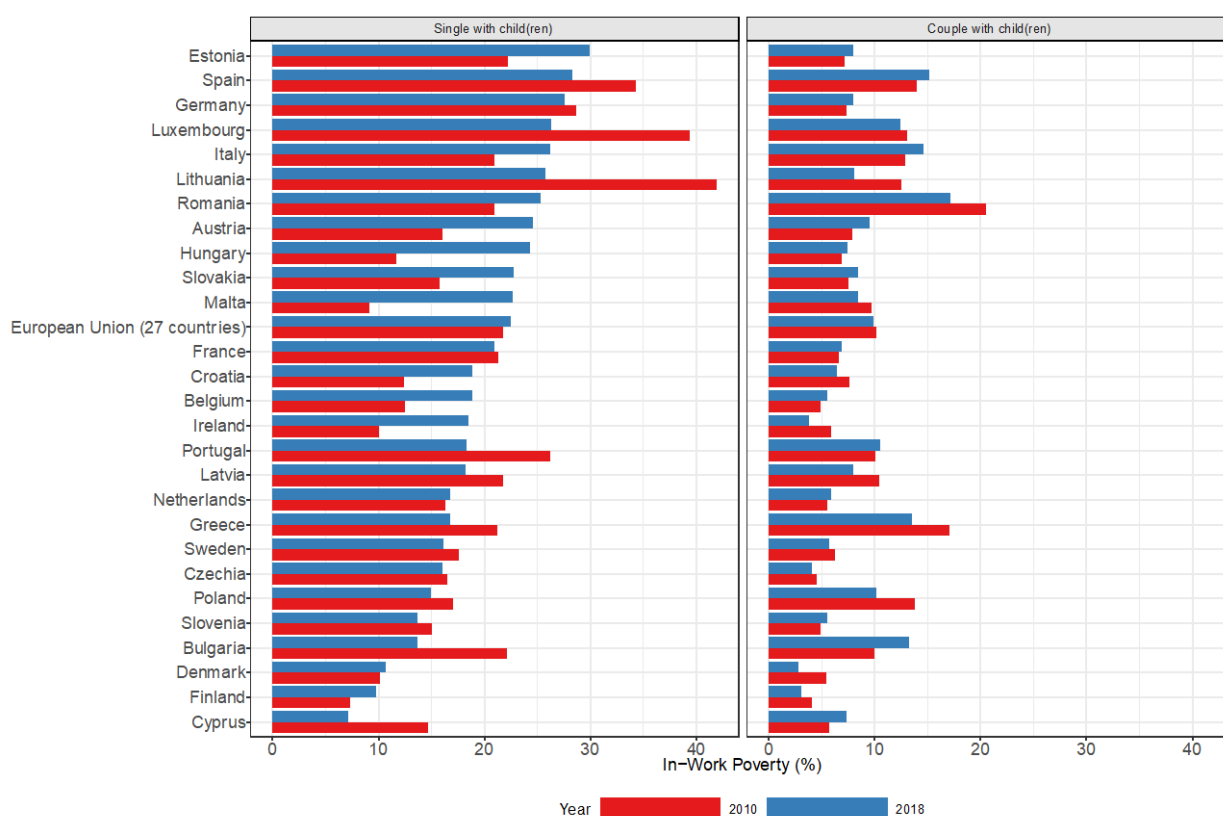 Single with child(ren)
Couple with child(ren)
Estonia
Spain
Germany
Luxembourg
Italy
Lithuania
Romania
Austria
Hungary
Slovakia
Malta
European Union (27 countries)
France
Croatia
Belgium
Ireland
Portugal
Latvia
Netherlands
Greece
Sweden
Czechia
Poland
Slovenia
Bulgaria
Denmark
Finland
Cyprus
0 10 20 30 40 0 10 20 30 40
In−Work Poverty (%)
Year 2010 2018